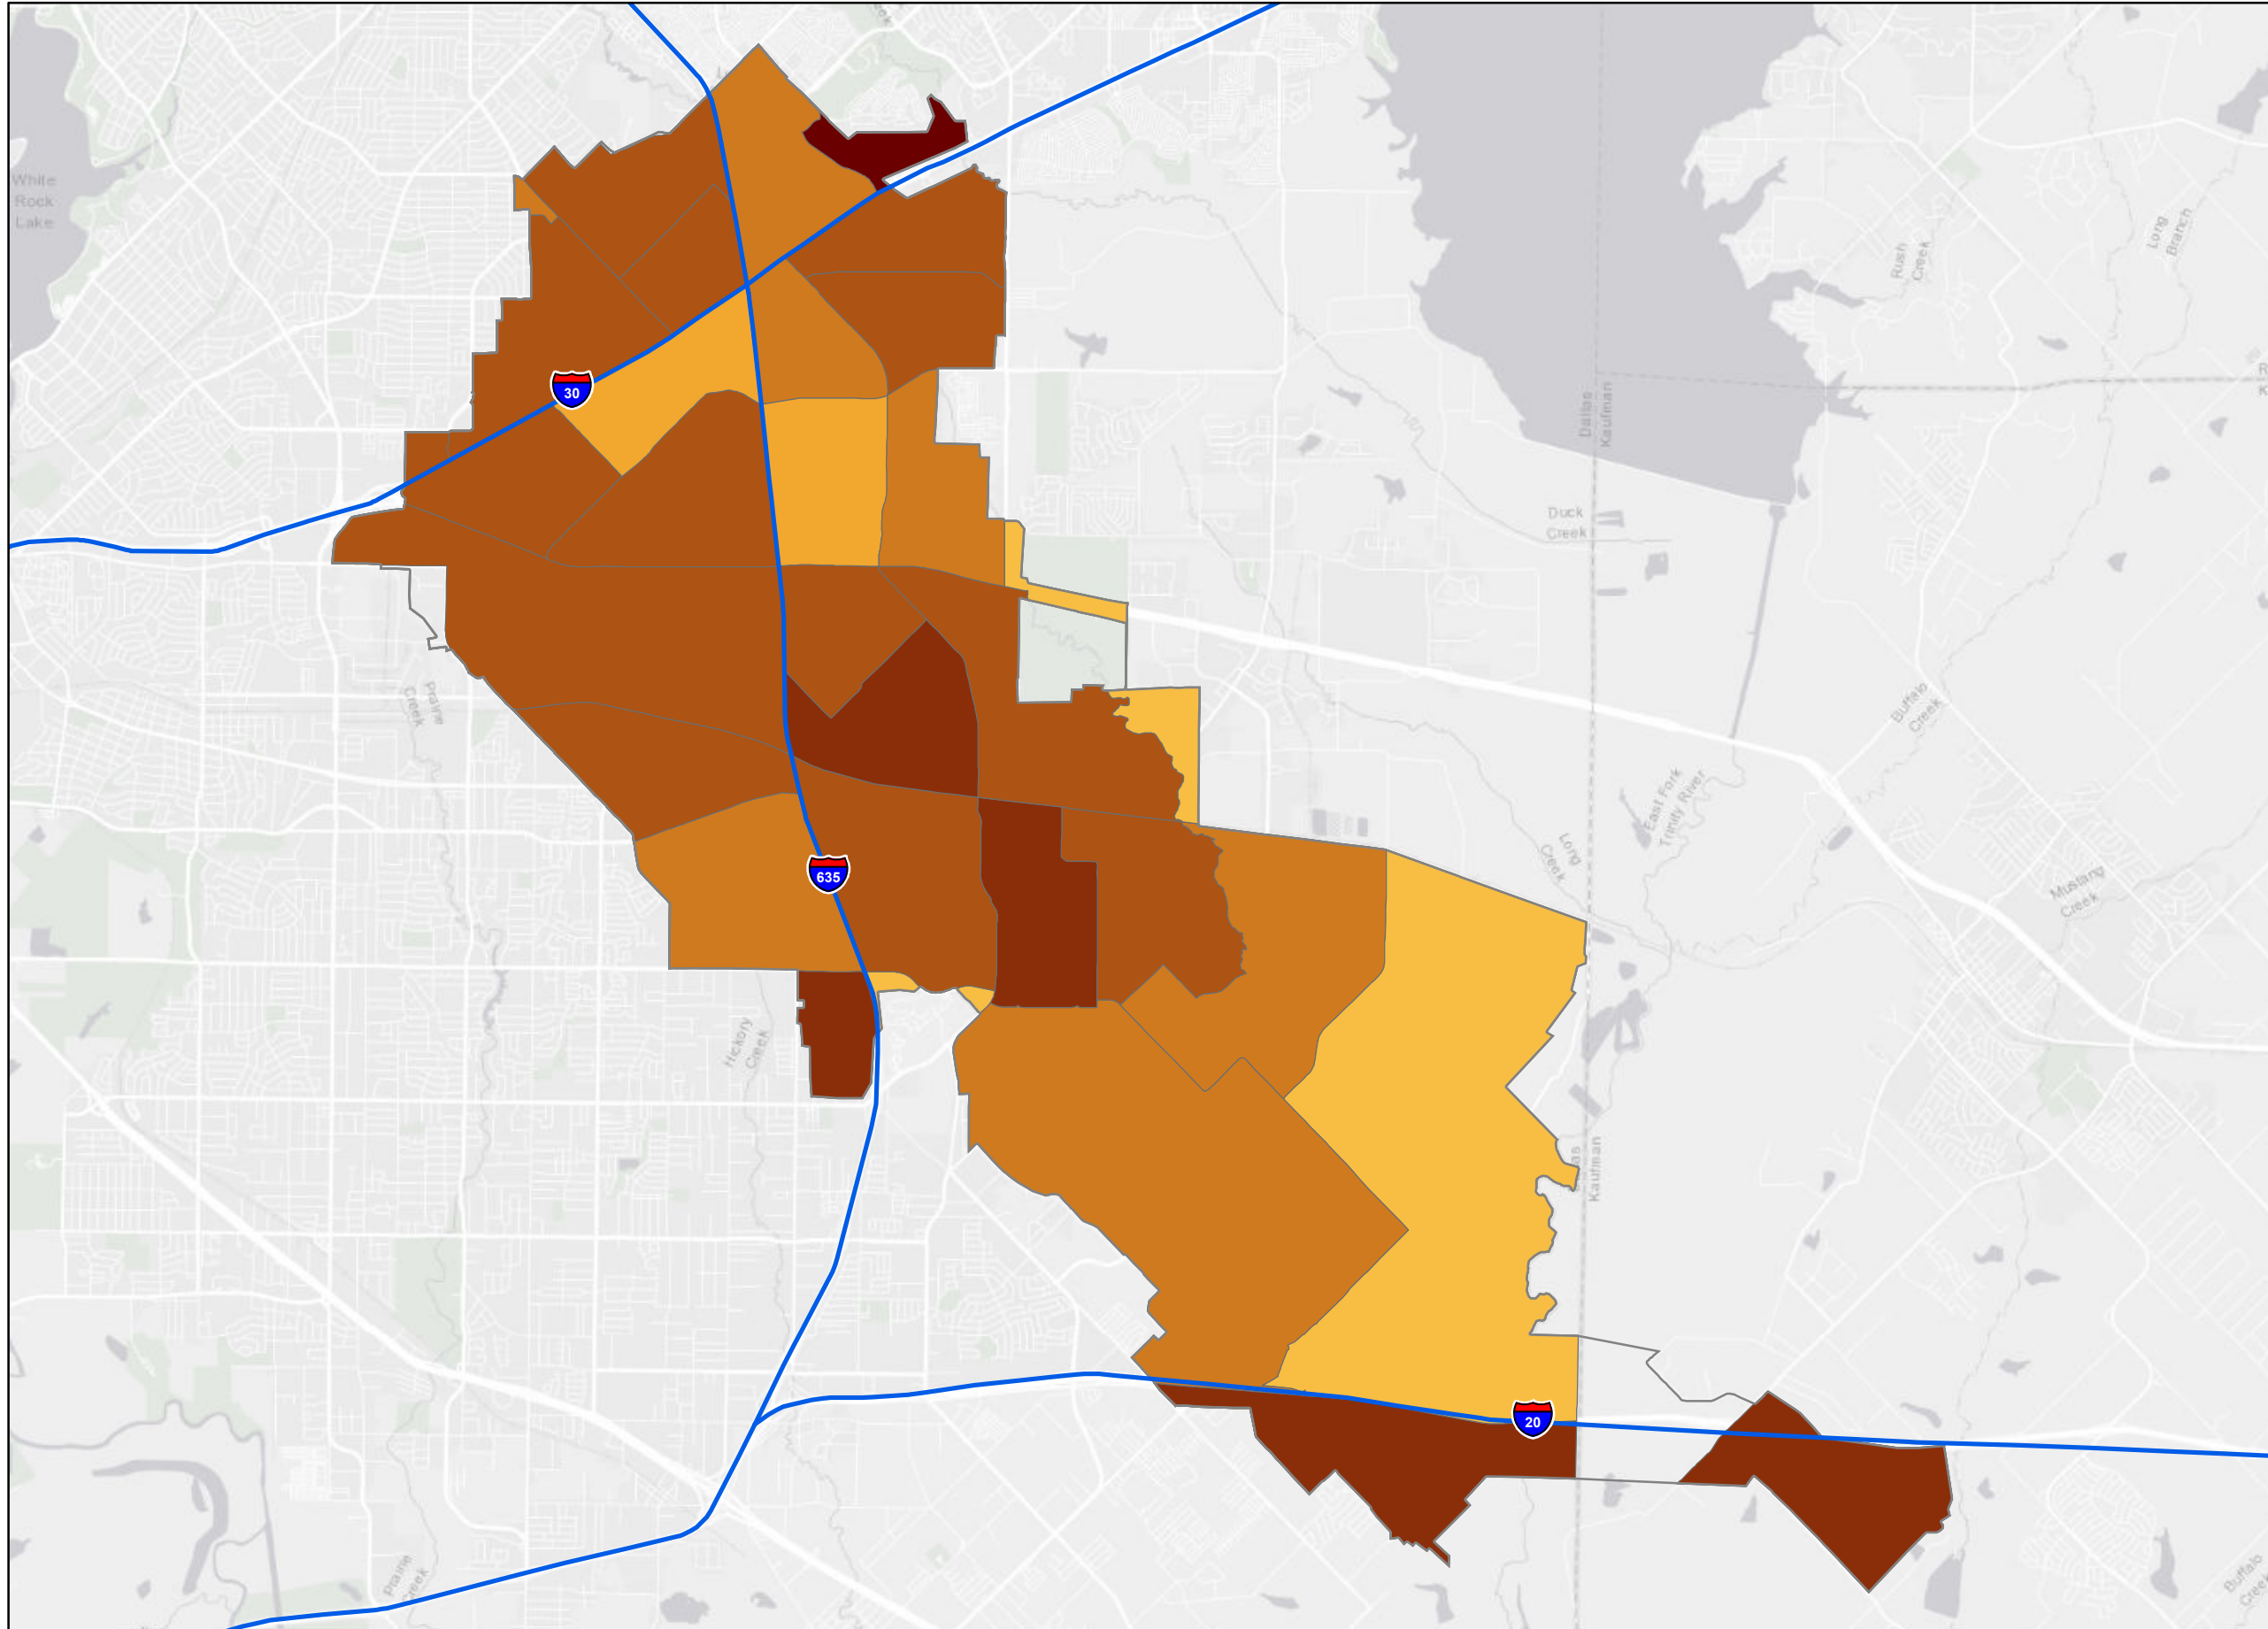 White
Rock
Lake
Long
Branch
Rush
Creek
30
Dallas
Kaufman
Duck
Creek
Prairie
Creek
Buffalo
Creek
East Fork
Trinity River
Long
Creek
635
Mustang
Creek
Hickory
Creek
Kaufman
20
Prairie
Creek
Buffalo
Creek